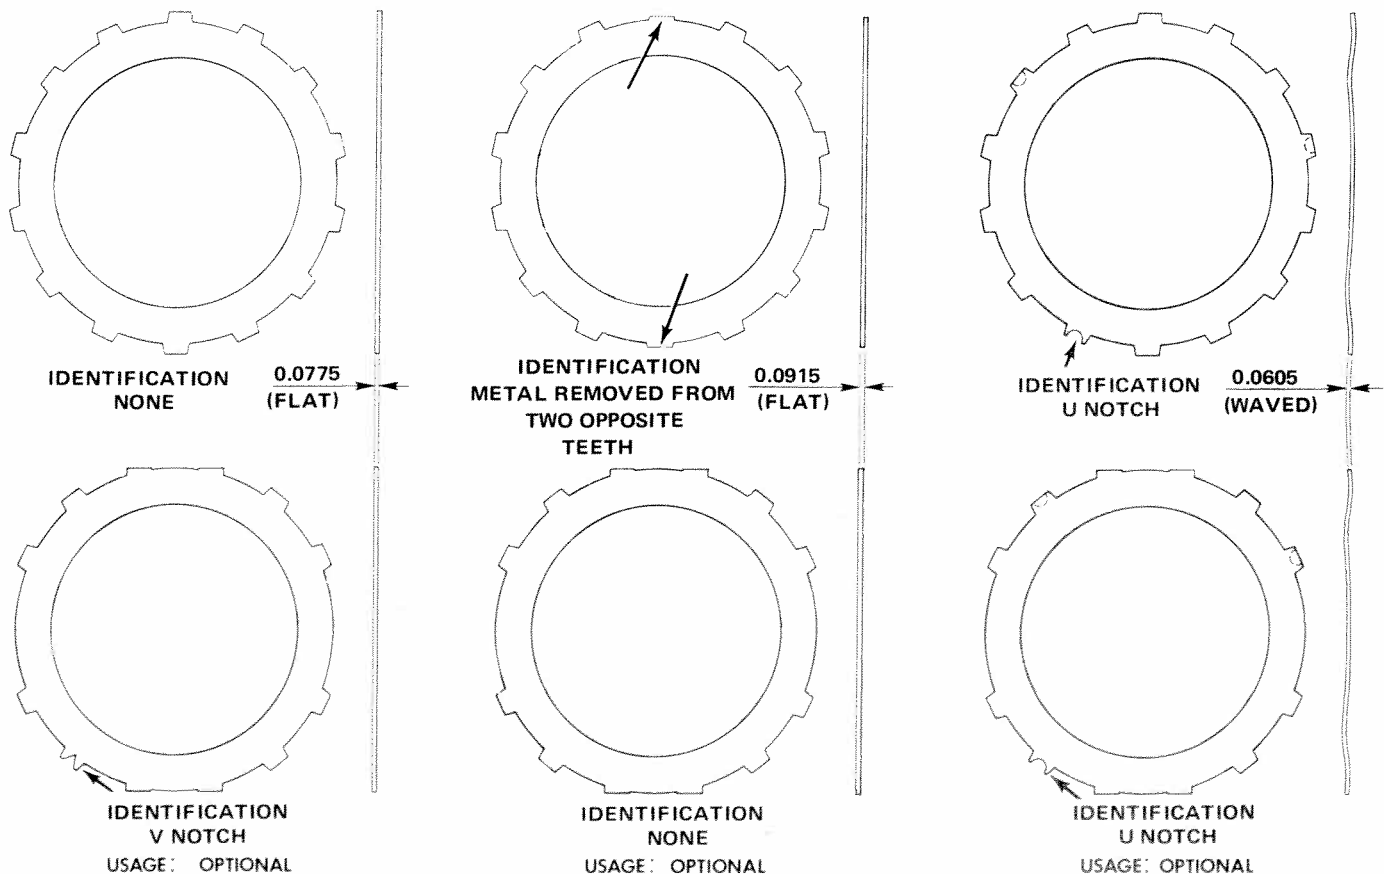 IDENTIFICATION
NONE
0.0775
(FLAT)
IDENTIFICATION
METAL REMOVED FROM
TWO OPPOSITE
TEETH
0.0915
(FLAT)
IDENTIFICATION
U NOTCH
0.0605
(WAVED)
IDENTIFICATION
V NOTCH
USAGE: OPTIONAL
IDENTIFICATION
NONE
USAGE: OPTIONAL
IDENTIFICATION
U NOTCH
USAGE: OPTIONAL